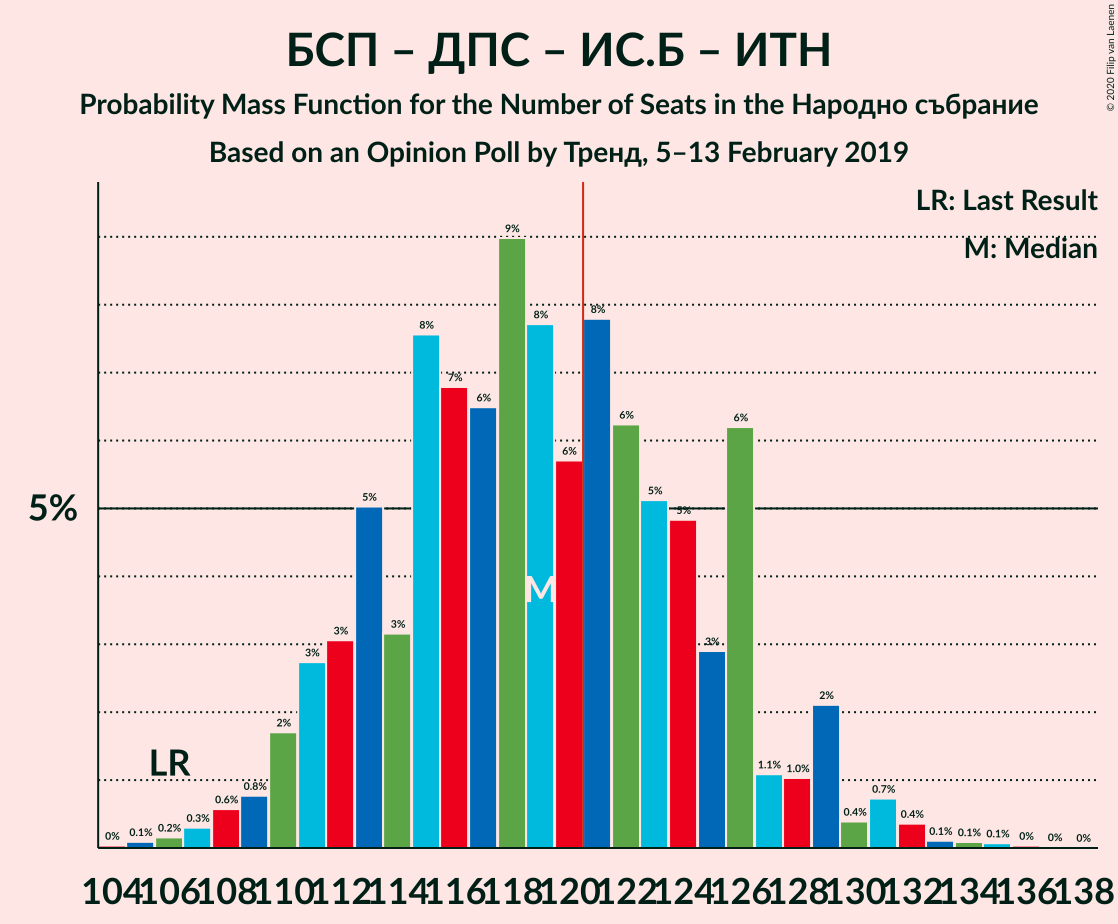 БСП – ДПС – ИС.Б – ИТН
Probability Mass Function for the Number of Seats in the Народно събрание
Based on an Opinion Poll by Тренд, 5–13 February 2019
© 2020 Filip van Laenen
LR: Last Result
M: Median
5%
LR
M
0% 0.1% 0.2% 0.3% 0.6% 0.8% 2% 3% 3% 5% 3% 8% 7% 6% 9% 8% 6% 8% 6% 5% 5% 3% 6% 1.1% 1.0% 2% 0.4% 0.7% 0.4% 0.1% 0.1% 0.1% 0% 0% 0%
104 106 108 110 112 114 116 118 120 122 124 126 128 130 132 134 136 138